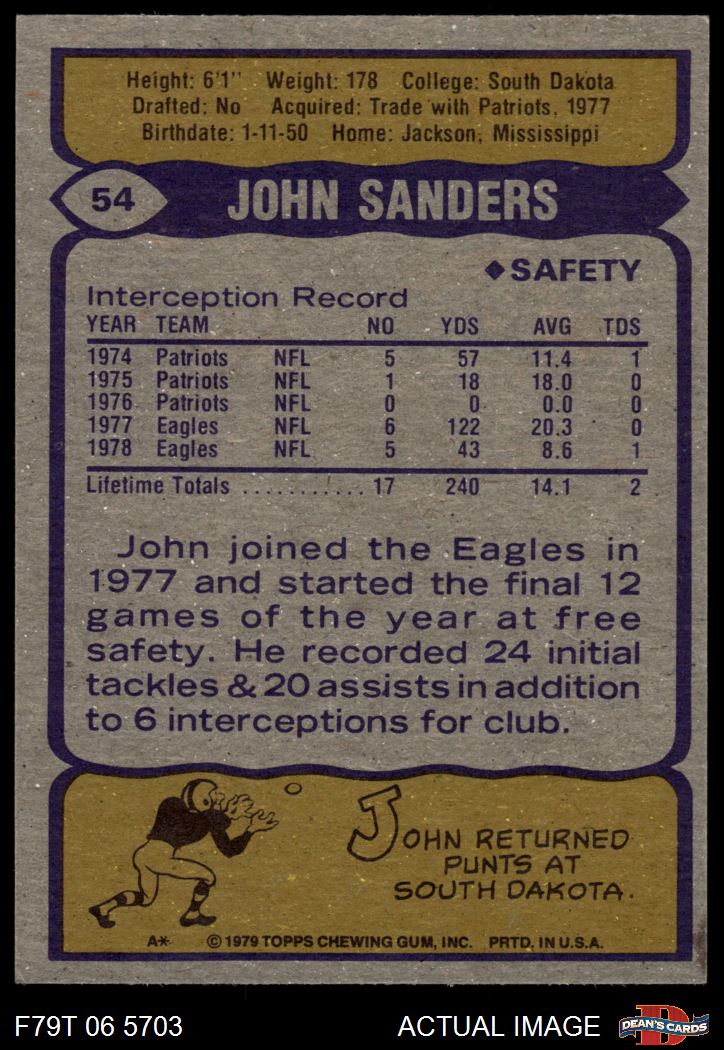 Height: 6'1" Weight: 178 College: South Dakota
Drafted: No Acquired: Trade with Patriots, 1977
Birthdate: 1-11-50 Home: Jackson, Mississippi
54 JOHN SANDERS
◆SAFETY
Interception Record
YEAR TEAM NO YDS AVG TDS
1974 Patriots NFL 5 57 11.4 1
1975 Patriots NFL 1 18 18.0 0
1976 Patriots NFL 0 0 0.0 0
1977 Eagles NFL 6 122 20.3 0
1978 Eagles NFL 5 43 8.6 1
Lifetime Totals ........... 17 240 14.1 2
John joined the Eagles in
1977 and started the final 12
games of the year at free
safety. He recorded 24 initial
tackles & 20 assists in addition
to 6 interceptions for club.
JOHN RETURNED
PUNTS AT
SOUTH DAKOTA.
A* © 1979 TOPPS CHEWING GUM, INC. PRTD. IN U.S.A.
F79T 06 5703 ACTUAL IMAGE D DEAN'S CARDS